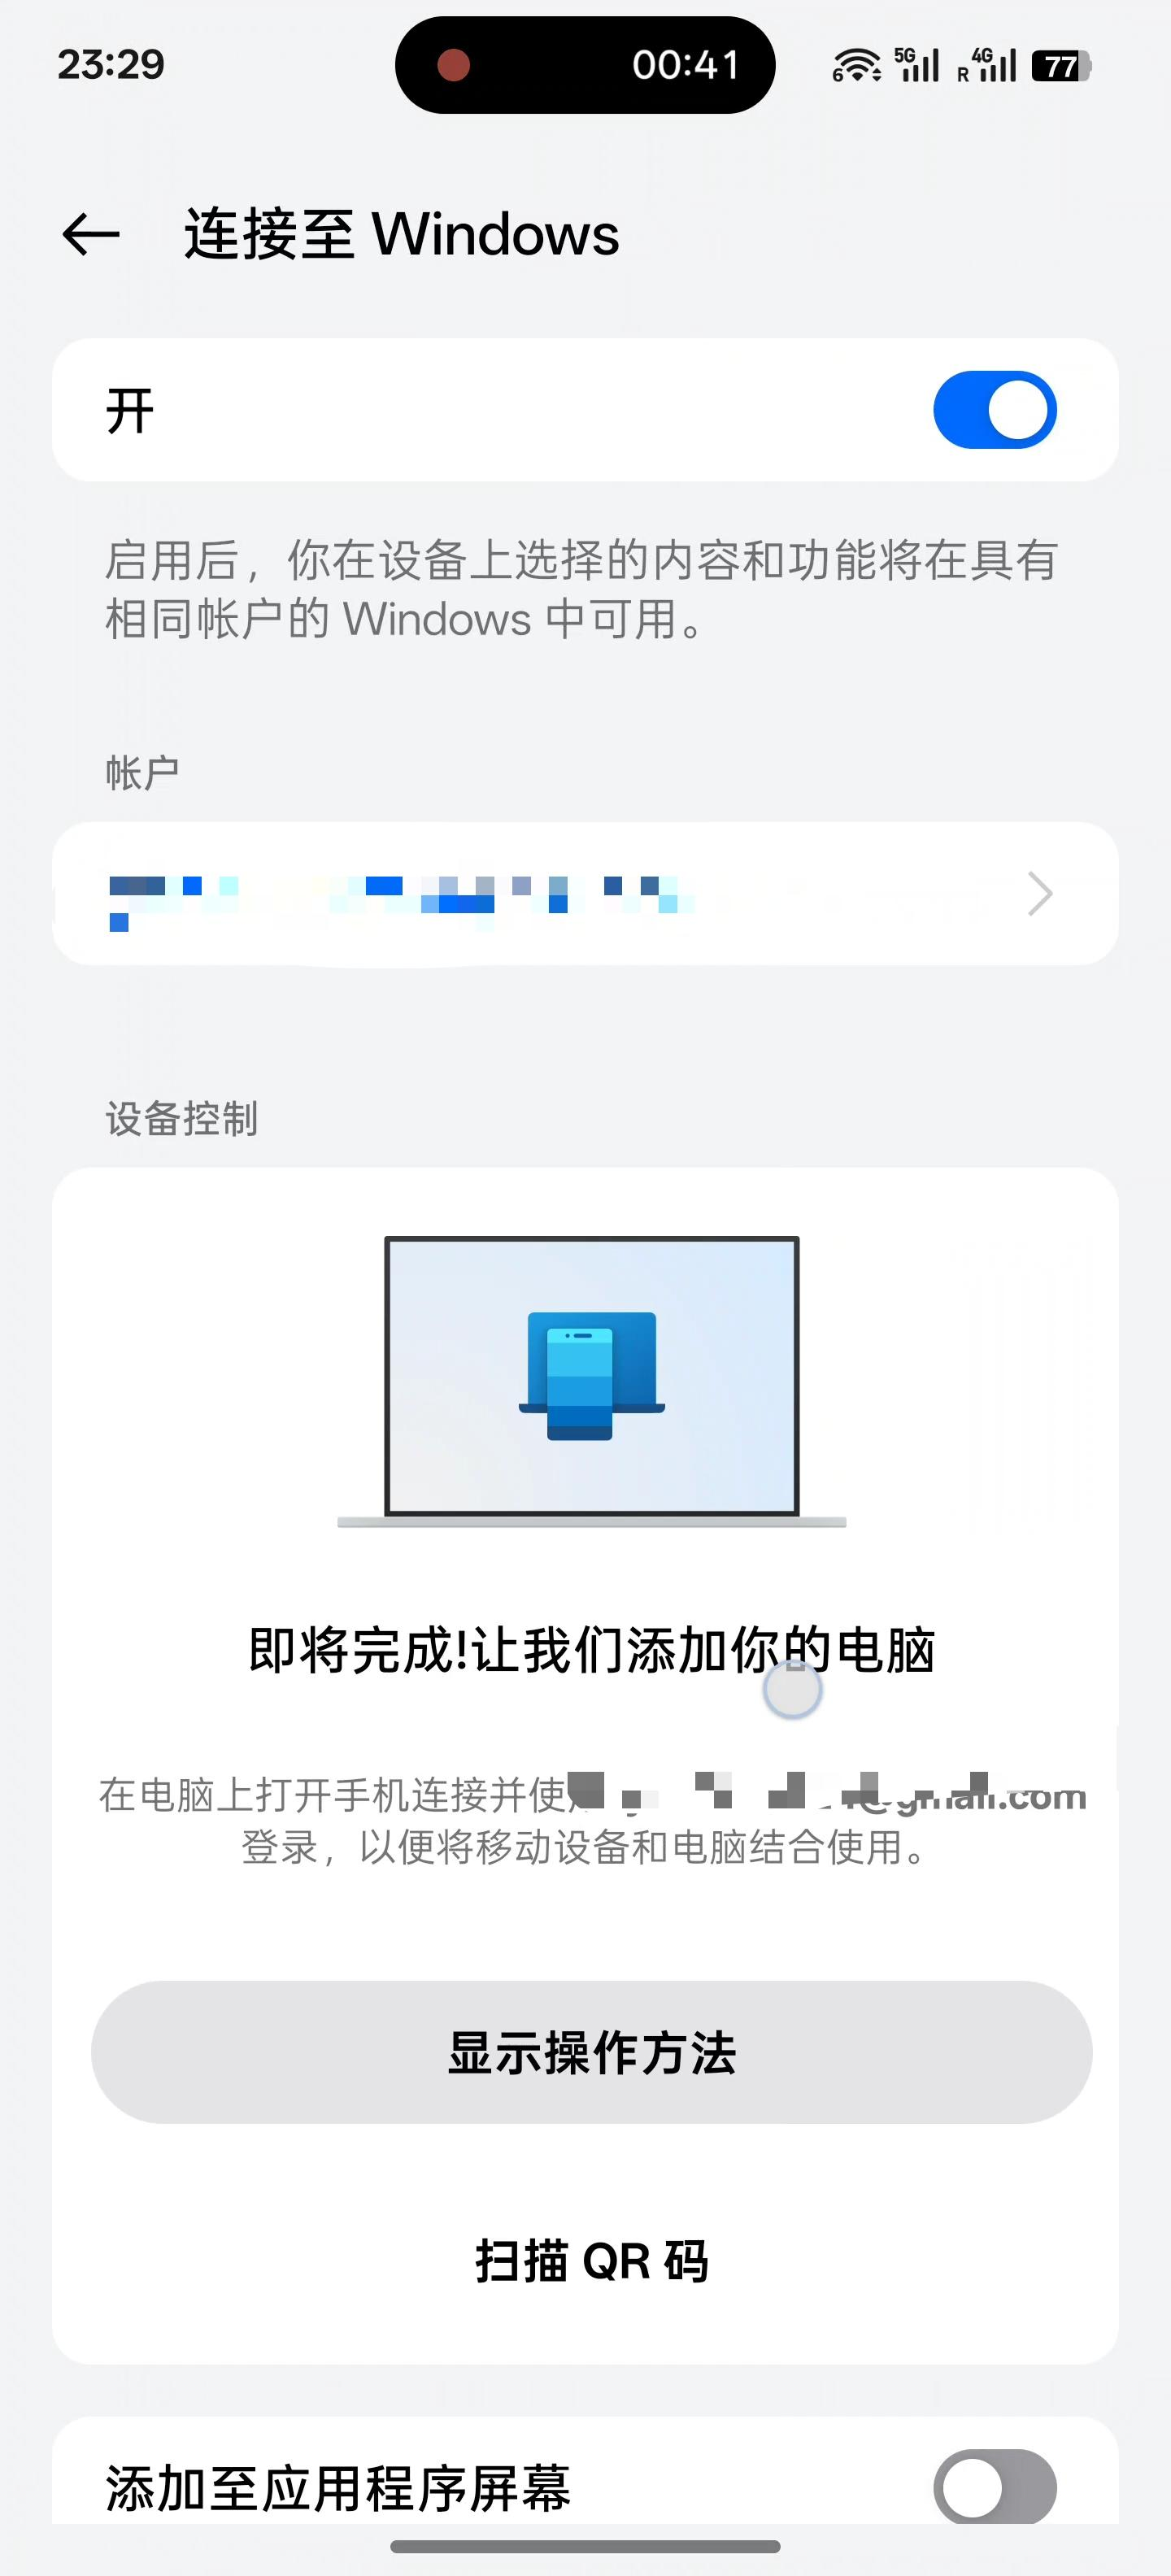 23:29
00:41
6
5G
R 4G
77
连接至 Windows
开
启用后，你在设备上选择的内容和功能将在具有
相同帐户的 Windows 中可用。
帐户
设备控制
即将完成!让我们添加你的电脑
在电脑上打开手机连接并使 @gmail.com
登录，以便将移动设备和电脑结合使用。
显示操作方法
扫描 QR 码
添加至应用程序屏幕